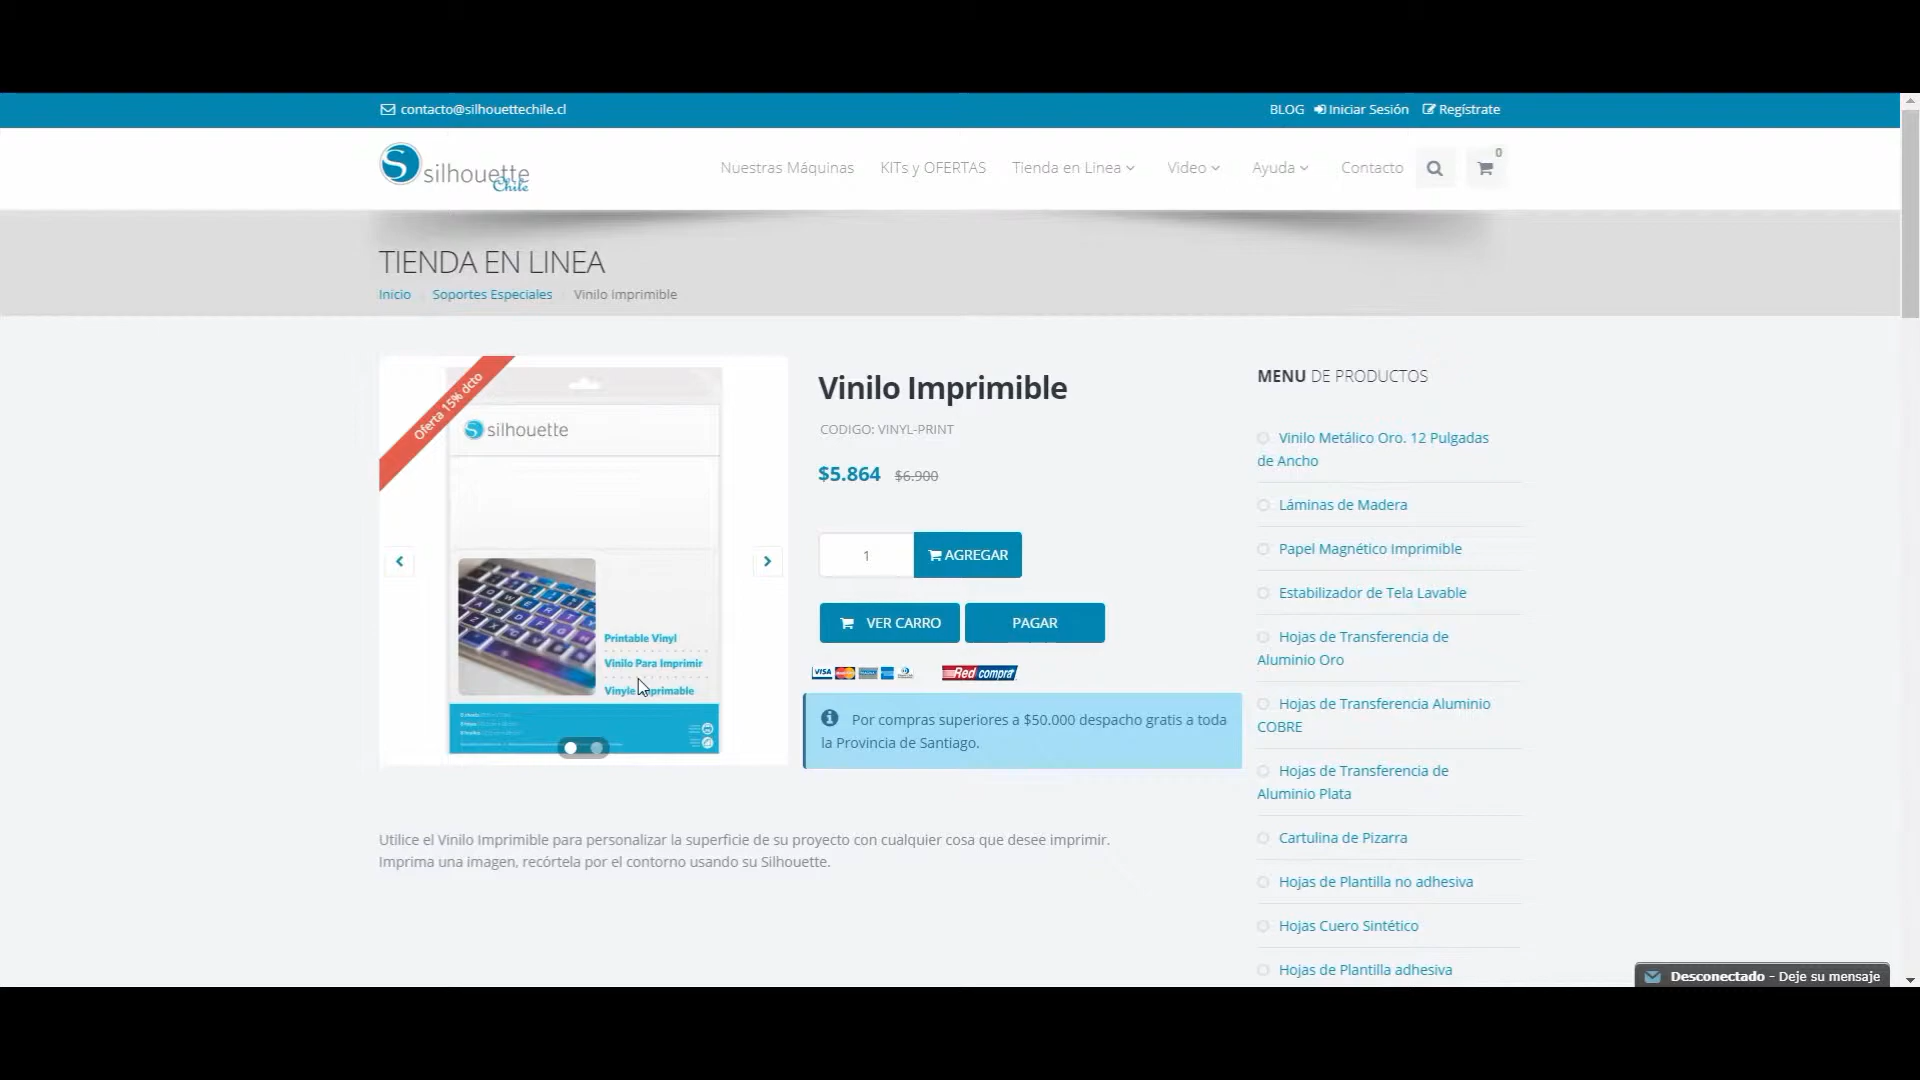 contacto@silhouettechile.cl
BLOG Iniciar Sesión Regístrate
silhouette
Chile
Nuestras Máquinas KITs y OFERTAS Tienda en Linea Video Ayuda Contacto 0
TIENDA EN LINEA
Inicio Soportes Especiales Vinilo Imprimible
Oferta 15% dcto
silhouette
Printable Vinyl
Vinilo Para Imprimir
Vinyle Imprimable
Vinilo Imprimible
CODIGO: VINYL-PRINT
$5.864 $6.900
1 AGREGAR
VER CARRO PAGAR
VISA Red compra
Por compras superiores a $50.000 despacho gratis a toda
la Provincia de Santiago.
Utilice el Vinilo Imprimible para personalizar la superficie de su proyecto con cualquier cosa que desee imprimir.
Imprima una imagen, recórtela por el contorno usando su Silhouette.
MENU DE PRODUCTOS
Vinilo Metálico Oro. 12 Pulgadas
de Ancho
Láminas de Madera
Papel Magnético Imprimible
Estabilizador de Tela Lavable
Hojas de Transferencia de
Aluminio Oro
Hojas de Transferencia Aluminio
COBRE
Hojas de Transferencia de
Aluminio Plata
Cartulina de Pizarra
Hojas de Plantilla no adhesiva
Hojas Cuero Sintético
Hojas de Plantilla adhesiva
Desconectado - Deje su mensaje